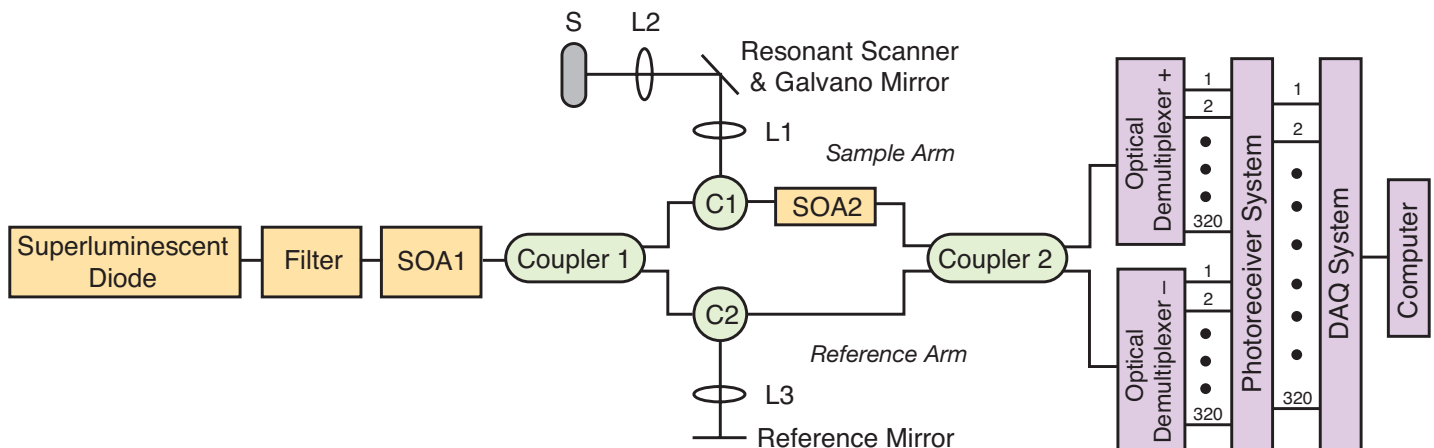 S
L2
Resonant Scanner
& Galvano Mirror
L1
Sample Arm
C1
SOA2
Superluminescent
Diode
Filter
SOA1
Coupler 1
Coupler 2
C2
Reference Arm
L3
Reference Mirror
Optical
Demultiplexer +
1
2
320
Optical
Demultiplexer –
1
2
320
Photoreceiver System
1
2
320
DAQ System
Computer